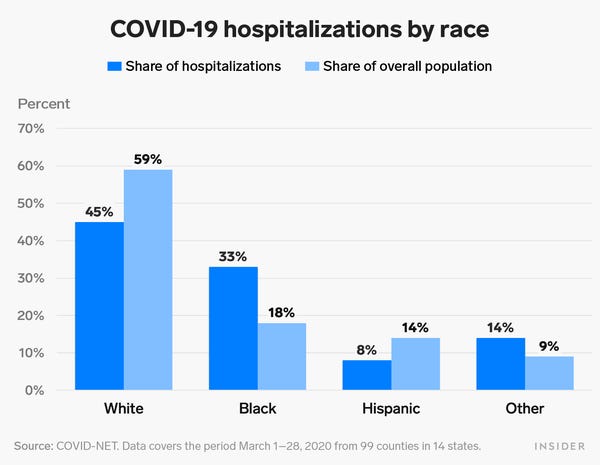 COVID-19 hospitalizations by race
Share of hospitalizations Share of overall population
Percent
70%
60%
50%
40%
30%
20%
10%
0%
45% 59%
33% 18%
8% 14%
14% 9%
White Black Hispanic Other
Source: COVID-NET. Data covers the period March 1–28, 2020 from 99 counties in 14 states. INSIDER